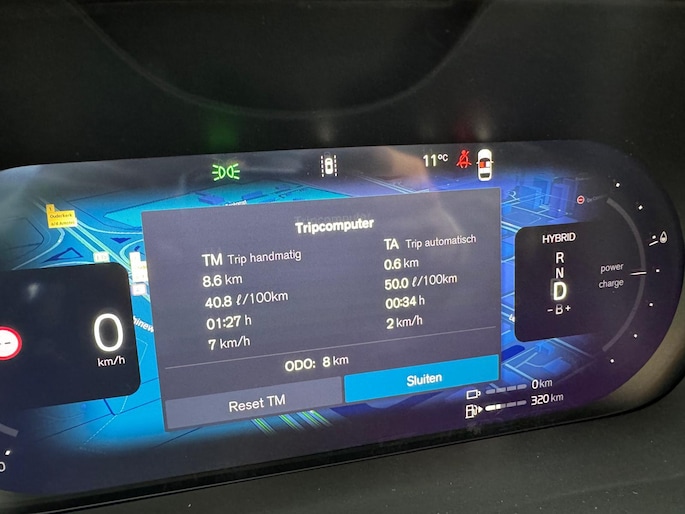 11°C
Ouderkerk
Tripcomputer
TM Trip handmatig
8.6 km
40.8 ℓ/100km
01:27 h
7 km/h
TA Trip automatisch
0.6 km
50.0 ℓ/100km
00:34 h
2 km/h
ODO: 8 km
Reset TM
Sluiten
0
km/h
HYBRID
R
N
D
-B+
power
charge
0 km
320 km
0